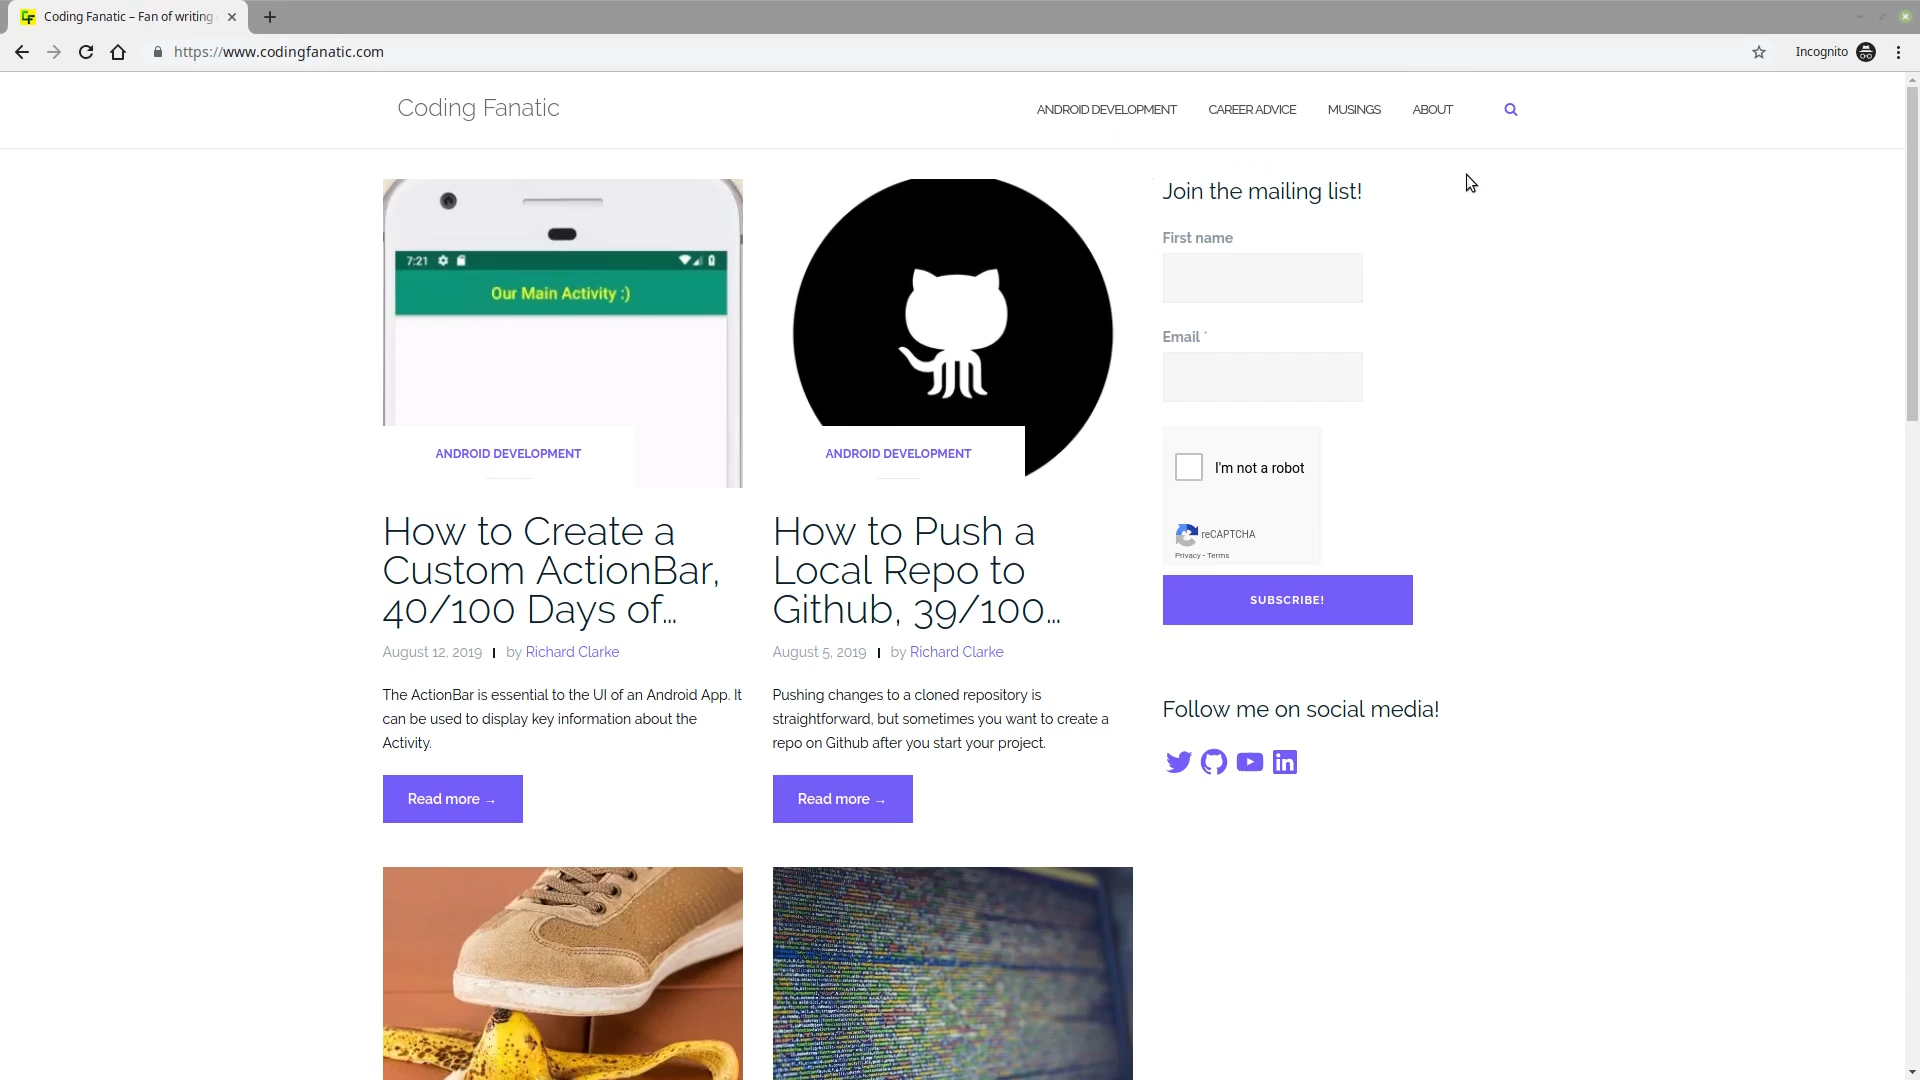 Coding Fanatic – Fan of writing
https://www.codingfanatic.com
Incognito
Coding Fanatic
ANDROID DEVELOPMENT
CAREER ADVICE
MUSINGS
ABOUT
7:21
Our Main Activity :)
ANDROID DEVELOPMENT
How to Create a
Custom ActionBar,
40/100 Days of...
August 12, 2019
by Richard Clarke
The ActionBar is essential to the UI of an Android App. It
can be used to display key information about the
Activity.
Read more →
ANDROID DEVELOPMENT
How to Push a
Local Repo to
Github, 39/100...
August 5, 2019
by Richard Clarke
Pushing changes to a cloned repository is
straightforward, but sometimes you want to create a
repo on Github after you start your project.
Read more →
Join the mailing list!
First name
Email *
I'm not a robot
reCAPTCHA
Privacy - Terms
SUBSCRIBE!
Follow me on social media!